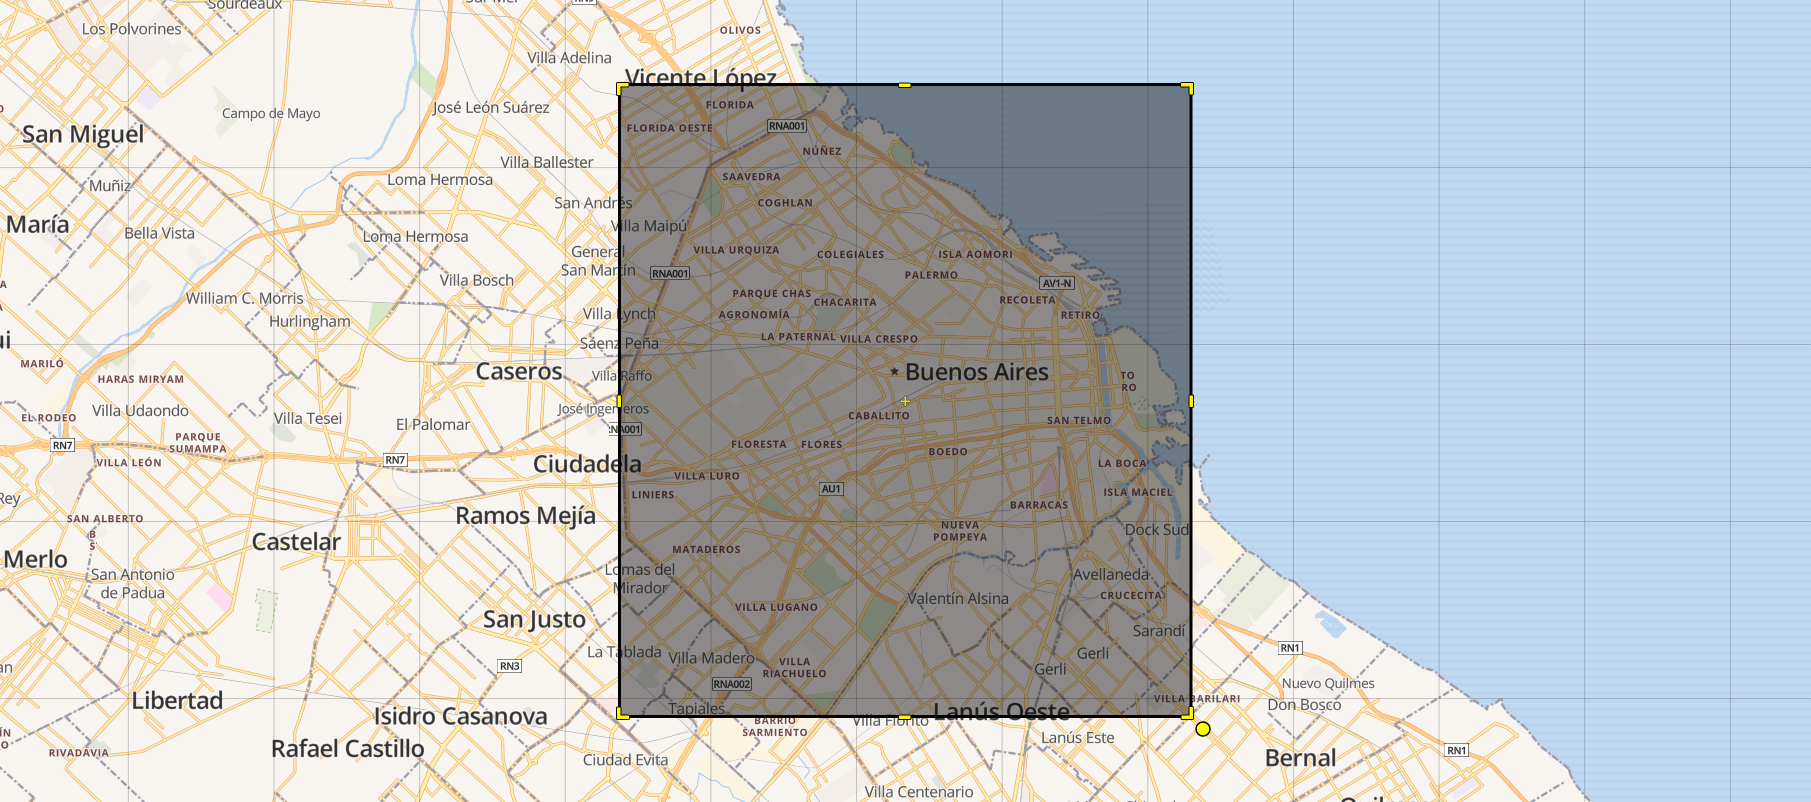 Sourdeaux
Sur Mer
RN9
Los Polvorines
OLIVOS
Villa Adelina
Vicente López
José León Suárez
FLORIDA
Campo de Mayo
San Miguel
FLORIDA OESTE
RNA001
Villa Ballester
NÚÑEZ
Muñiz
Loma Hermosa
SAAVEDRA
San Andrés
COGHLAN
María
Bella Vista
Loma Hermosa
Villa Maipú
General
San Martín
VILLA URQUIZA
COLEGIALES
ISLA AOMORI
RNA001
PALERMO
Villa Bosch
AV1-N
William C. Morris
PARQUE CHAS
CHACARITA
RECOLETA
Hurlingham
Villa Lynch
AGRONOMÍA
RETIRO
ui
Sáenz Peña
LA PATERNAL
VILLA CRESPO
MARILÓ
HARAS MIRYAM
Caseros
Villa Raffo
Buenos Aires
TO
RO
EL RODEO
Villa Udaondo
Villa Tesei
El Palomar
José Ingenieros
CABALLITO
SAN TELMO
RN7
PARQUE
SUMAMPA
NA001
FLORESTA
FLORES
BOEDO
VILLA LEÓN
RN7
Ciudadela
LA BOCA
VILLA LURO
Rey
LINIERS
AU1
ISLA MACIEL
SAN ALBERTO
Ramos Mejía
BARRACAS
B
S
Castelar
NUEVA
POMPEYA
Dock Sud
Merlo
MATADEROS
San Antonio
de Padua
Lomas del
Mirador
Avellaneda
CRUCECITA
San Justo
VILLA LUGANO
Valentín Alsina
Sarandí
an
RN3
La Tablada
Villa Madero
VILLA
RIACHUELO
Gerli
Gerli
RN1
RNA002
Nuevo Quilmes
Libertad
Isidro Casanova
Tapiales
BARRIO
SARMIENTO
Villa Fiorito
Lanús Oeste
VILLA BARILARI
Don Bosco
ÍN
O
RIVADAVIA
Rafael Castillo
Ciudad Evita
Lanús Este
Bernal
RN1
Villa Centenario